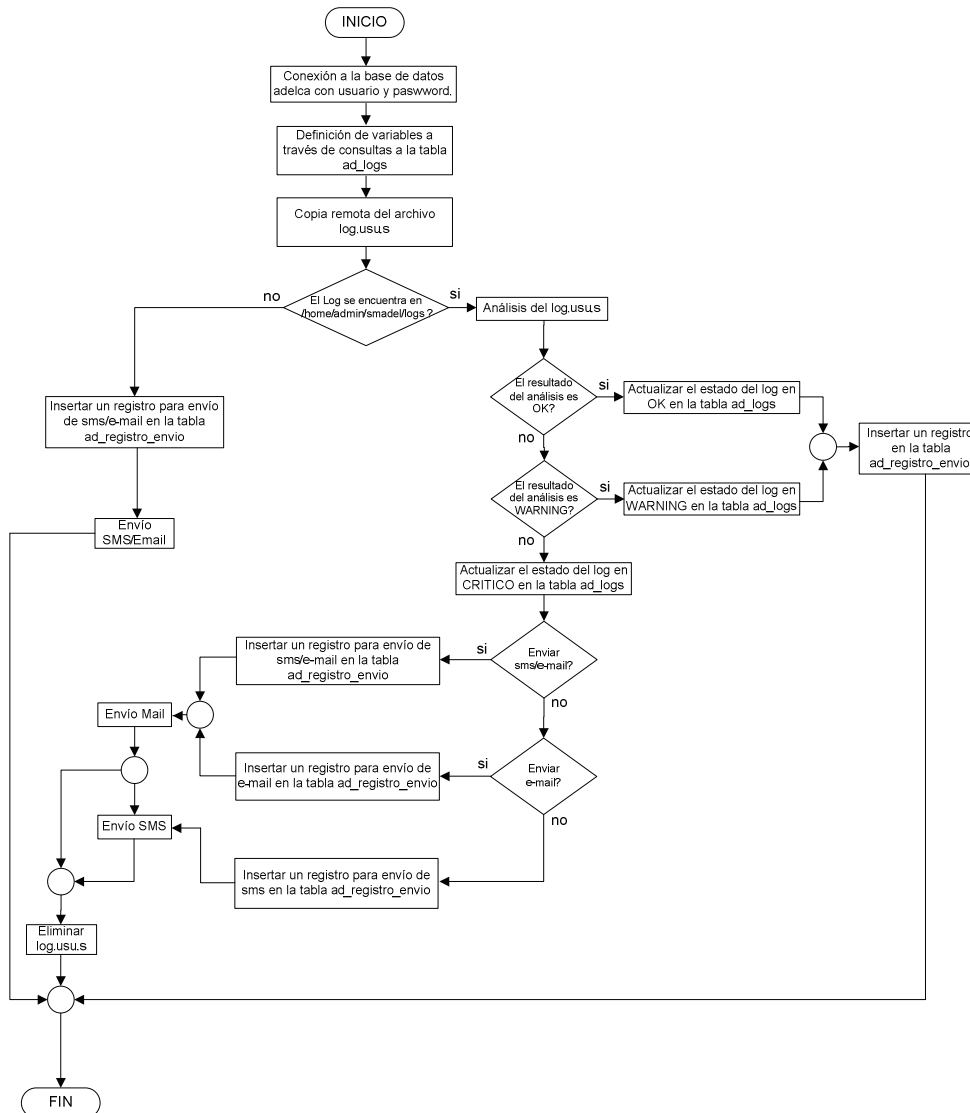 INICIO
Conexión a la base de datos
adelca con usuario y paswword.
Definición de variables a
través de consultas a la tabla
ad_logs
Copia remota del archivo
log.usu.s
El Log se encuentra en
/home/admin/smadel/logs ?
no
si
Análisis del log.usu.s
El resultado
del análisis es
OK?
si
Actualizar el estado del log en
OK en la tabla ad_logs
no
Insertar un registro
en la tabla
ad_registro_envio
Insertar un registro para envío
de sms/e-mail en la tabla
ad_registro_envio
El resultado
del análisis es
WARNING?
si
Actualizar el estado del log en
WARNING en la tabla ad_logs
no
Envío
SMS/Email
Actualizar el estado del log en
CRITICO en la tabla ad_logs
Enviar
sms/e-mail?
si
Insertar un registro para envío de
sms/e-mail en la tabla
ad_registro_envio
no
Envío Mail
Enviar
e-mail?
si
Insertar un registro para envío de
e-mail en la tabla ad_registro_envio
no
Envío SMS
Insertar un registro para envío de
sms en la tabla ad_registro_envio
Eliminar
log.usu.s
FIN